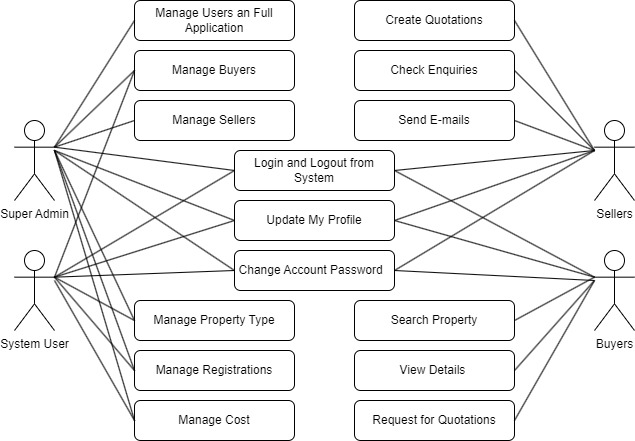 Manage Users an Full
Application
Create Quotations
Manage Buyers
Check Enquiries
Manage Sellers
Send E-mails
Login and Logout from
System
Super Admin
Sellers
Update My Profile
Change Account Password
Manage Property Type
Search Property
System User
Buyers
Manage Registrations
View Details
Manage Cost
Request for Quotations